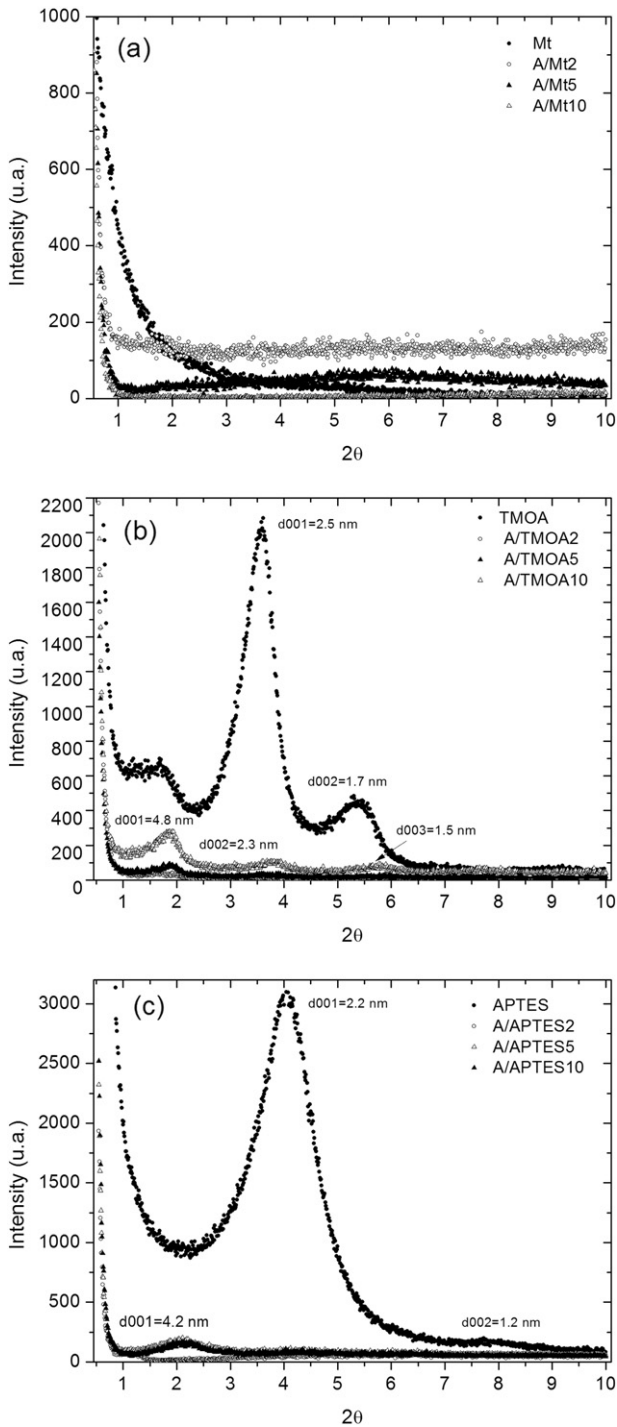 (a)
Mt
A/Mt2
A/Mt5
A/Mt10
1000
800
600
400
200
0
Intensity (u.a.)
1 2 3 4 5 6 7 8 9 10
2θ
(b)
d001=2.5 nm
TMOA
A/TMOA2
A/TMOA5
A/TMOA10
2200
2000
1800
1600
1400
1200
1000
800
600
400
200
0
Intensity (u.a.)
d002=1.7 nm
d001=4.8 nm
d003=1.5 nm
d002=2.3 nm
1 2 3 4 5 6 7 8 9 10
2θ
(c)
d001=2.2 nm
APTES
A/APTES2
A/APTES5
A/APTES10
3000
2500
2000
1500
1000
500
0
Intensity (u.a.)
d001=4.2 nm
d002=1.2 nm
1 2 3 4 5 6 7 8 9 10
2θ